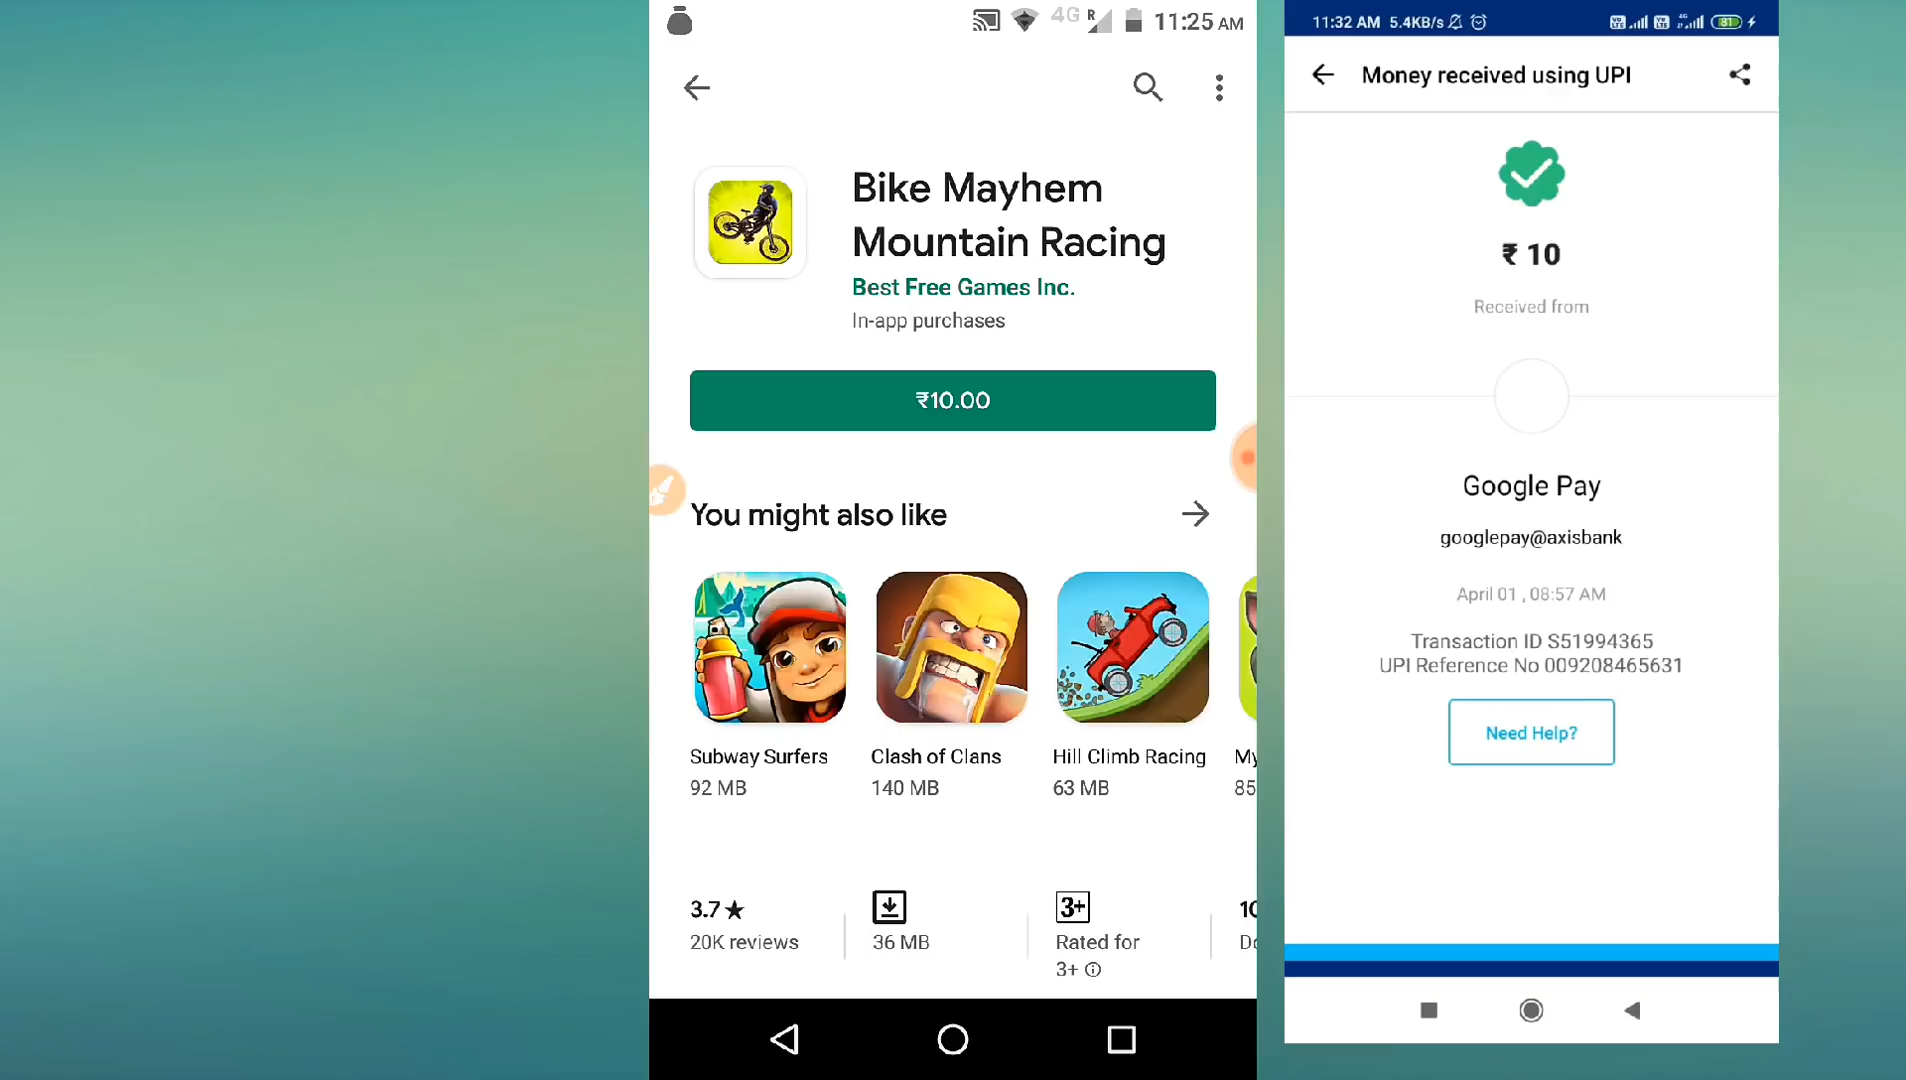 4G R 11:25 AM
Bike Mayhem
Mountain Racing
Best Free Games Inc.
In-app purchases
₹10.00
You might also like
Subway Surfers
92 MB
Clash of Clans
140 MB
Hill Climb Racing
63 MB
My
85
3.7★
20K reviews
36 MB
3+
Rated for
3+
11:32 AM 5.4KB/s 81
Money received using UPI
₹ 10
Received from
Google Pay
googlepay@axisbank
April 01 , 08:57 AM
Transaction ID S51994365
UPI Reference No 009208465631
Need Help?